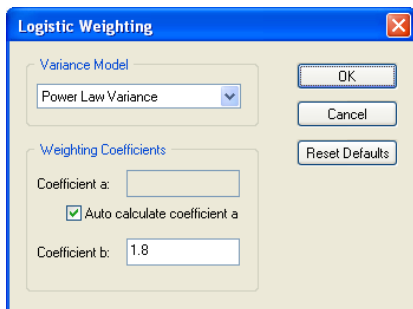 Logistic Weighting
Variance Model
Power Law Variance
OK
Cancel
Reset Defaults
Weighting Coefficients
Coefficient a:
Auto calculate coefficient a
Coefficient b:
1.8